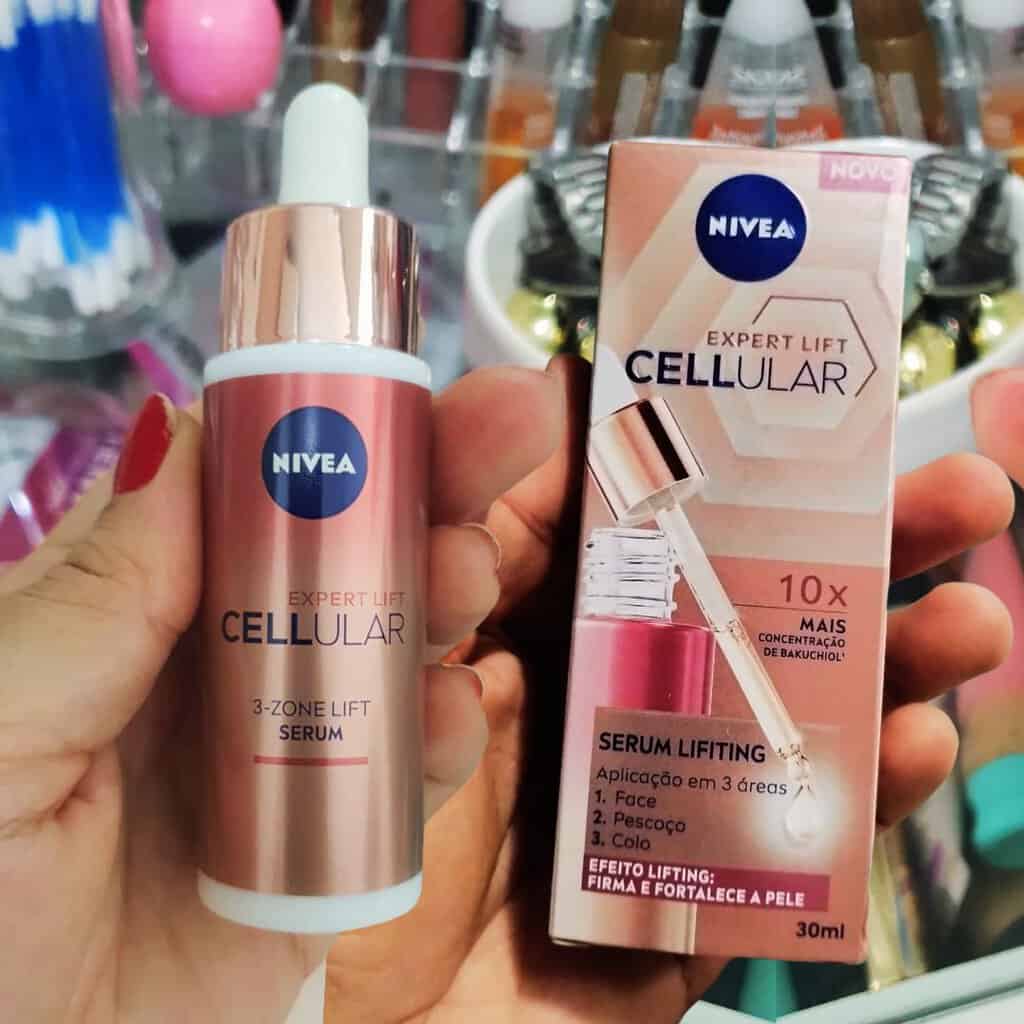 NIVEA
EXPERT LIFT
CELLULAR
3-ZONE LIFT
SERUM
NOVO
NIVEA
EXPERT LIFT
CELLULAR
10x
MAIS
CONCENTRAÇÃO
DE BAKUCHIOL¹
SERUM LIFITING
Aplicação em 3 áreas
1. Face
2. Pescoço
3. Colo
EFEITO LIFTING:
FIRMA E FORTALECE A PELE
30ml